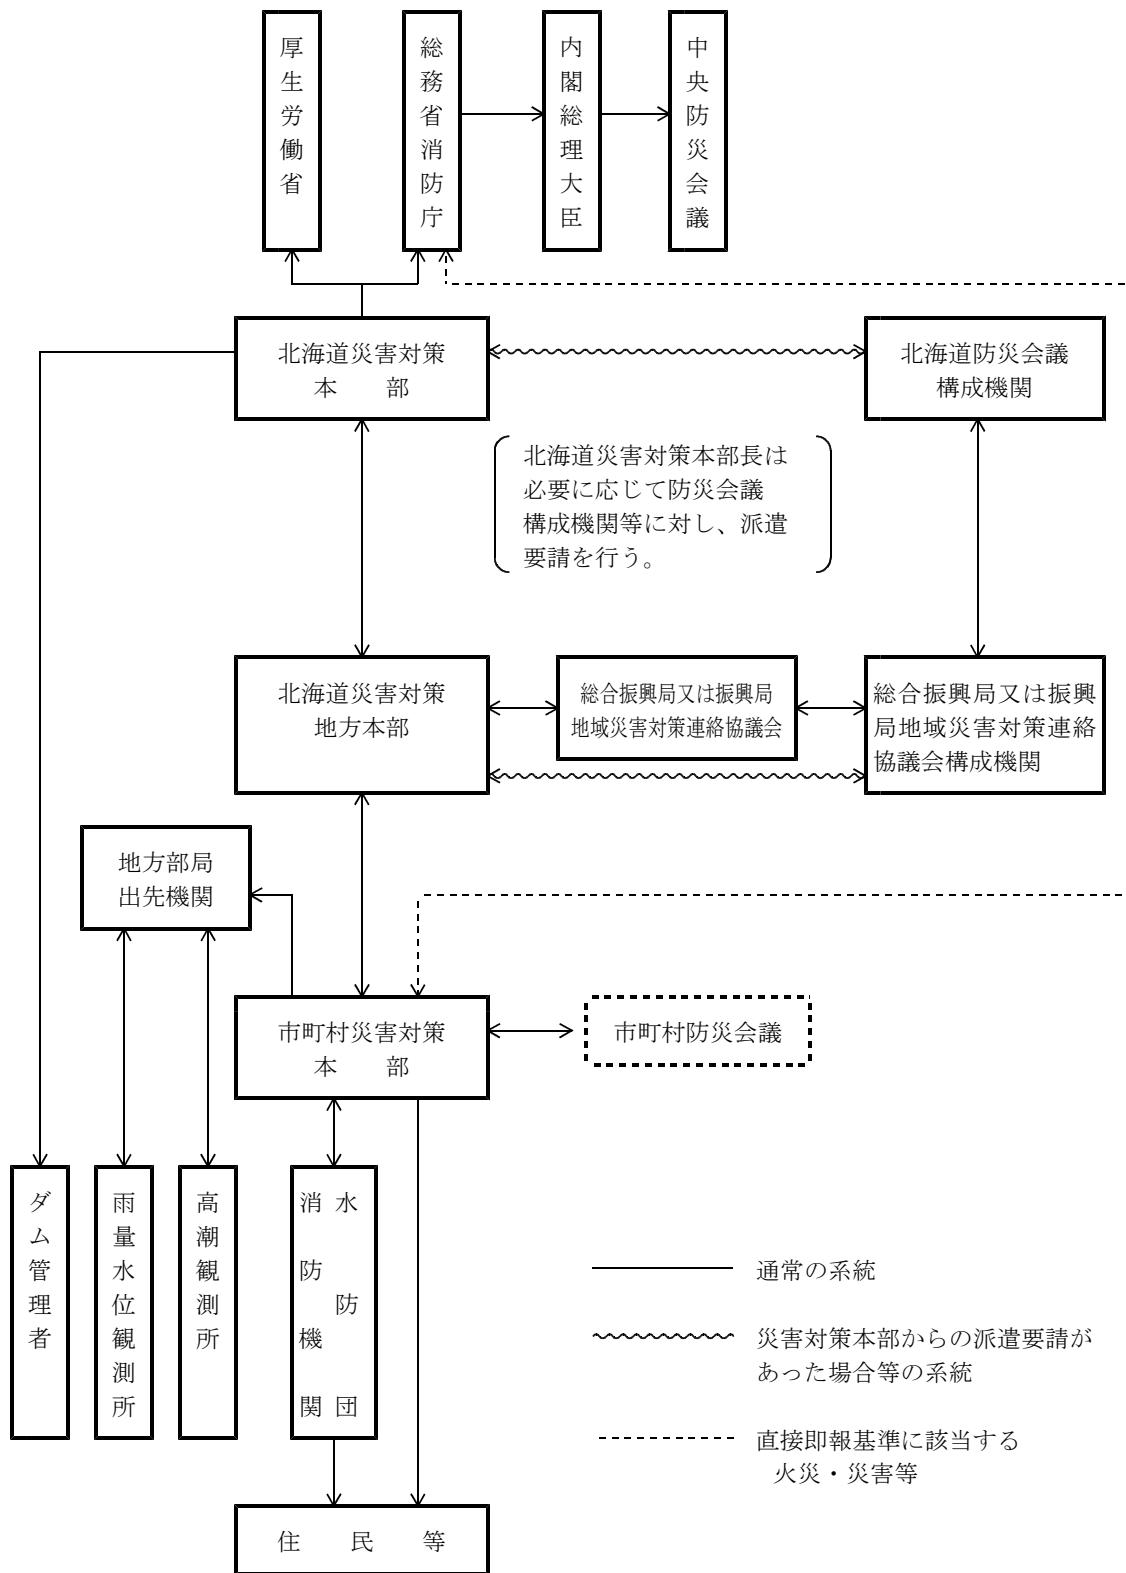 厚生労働省
総務省消防庁
内閣総理大臣
中央防災会議
北海道災害対策
本　　部
北海道防災会議
構成機関
北海道災害対策本部長は
必要に応じて防災会議
構成機関等に対し、派遣
要請を行う。
北海道災害対策
地方本部
総合振興局又は振興局
地域災害対策連絡協議会
総合振興局又は振興
局地域災害対策連絡
協議会構成機関
地方部局
出先機関
市町村災害対策
本　　部
市町村防災会議
ダム管理者
雨量水位観測所
高潮観測所
消防機関
水防団
通常の系統
災害対策本部からの派遣要請が
あった場合等の系統
直接即報基準に該当する
火災・災害等
住　　民　　等